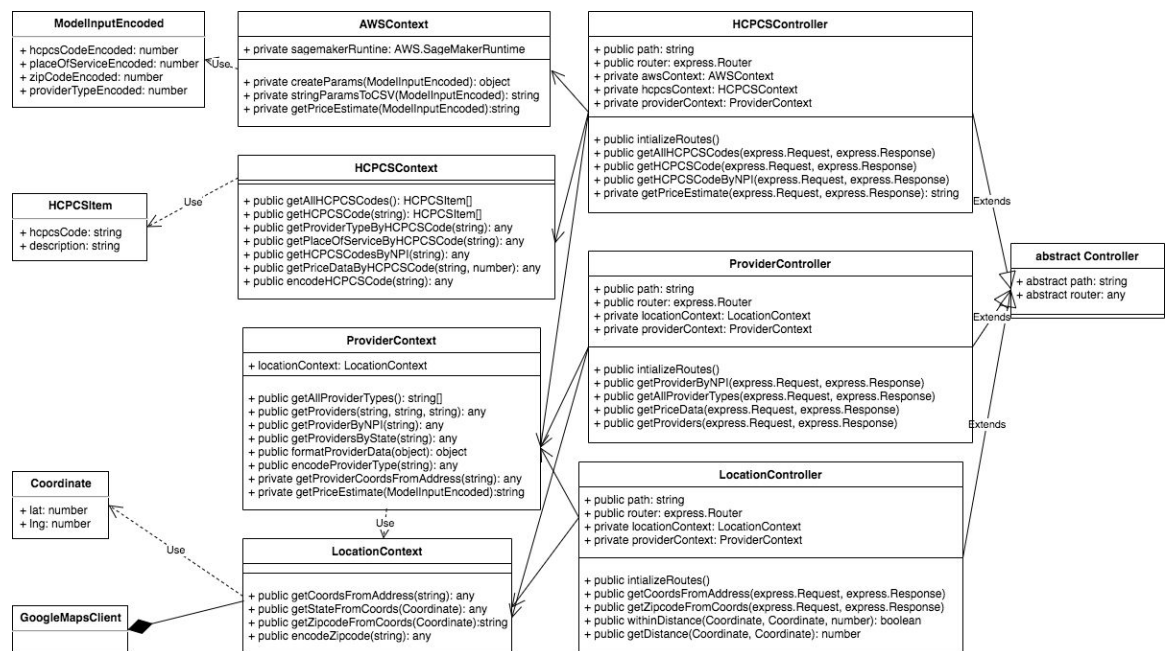 ModelInputEncoded
+ hcpcsCodeEncoded: number
+ placeOfServiceEncoded: number
+ zipCodeEncoded: number
+ providerTypeEncoded: number
Use
AWSContext
+ private sagemakerRuntine: AWS.SageMakerRuntime
+ private createParams(ModelInputEncoded): object
+ private stringParamsToCSV(ModelInputEncoded): string
+ private getPriceEstimate(ModelInputEncoded):string
HCPCSController
+ public path: string
+ public router: express.Router
+ private awsContext: AWSContext
+ private hcpcsContext: HCPCSContext
+ private providerContext: ProviderContext
+ public intializeRoutes()
+ public getAllHCPCSCodes(express.Request, express.Response)
+ public getHCPCSCode(express.Request, express.Response)
+ public getHCPCSCodeByNPI(express.Request, express.Response)
+ private getPriceEstimate(express.Request, express.Response): string
Extends
HCPCSItem
+ hcpcsCode: string
+ description: string
Use
HCPCSContext
+ public getAllHCPCSCodes(): HCPCSItem[]
+ public getHCPCSCode(string): HCPCSItem[]
+ public getProviderTypeByHCPCSCode(string): any
+ public getPlaceOfServiceByHCPCSCode(string): any
+ public getHCPCSCodesByNPI(string): any
+ public getPriceDataByHCPCSCode(string, number): any
+ public encodeHCPCSCode(string): any
abstract Controller
+ abstract path: string
+ abstract router: any
ProviderController
+ public path: string
+ public router: express.Router
+ private locationContext: LocationContext
+ private providerContext: ProviderContext
+ public intializeRoutes()
+ public getProviderByNPI(express.Request, express.Response)
+ public getAllProviderTypes(express.Request, express.Response)
+ public getPriceData(express.Request, express.Response)
+ public getProviders(express.Request, express.Response)
Extends
Extends
ProviderContext
+ locationContext: LocationContext
+ public getAllProviderTypes(): string[]
+ public getProviders(string, string, string): any
+ public getProviderByNPI(string): any
+ public getProvidersByState(string): any
+ public formatProviderData(object): object
+ public encodeProviderType(string): any
+ private getProviderCoordsFromAddress(string): any
+ private getPriceEstimate(ModelInputEncoded):string
Use
LocationController
+ public path: string
+ public router: express.Router
+ private locationContext: LocationContext
+ private providerContext: ProviderContext
+ public intializeRoutes()
+ public getCoordsFromAddress(express.Request, express.Response)
+ public getZipcodeFromCoords(express.Request, express.Response)
+ public withinDistance(Coordinate, Coordinate, number): boolean
+ public getDistance(Coordinate, Coordinate): number
Coordinate
+ lat: number
+ lng: number
Use
LocationContext
+ public getCoordsFromAddress(string): any
+ public getStateFromCoords(Coordinate): any
+ public getZipcodeFromCoords(Coordinate):string
+ public encodeZipcode(string): any
GoogleMapsClient